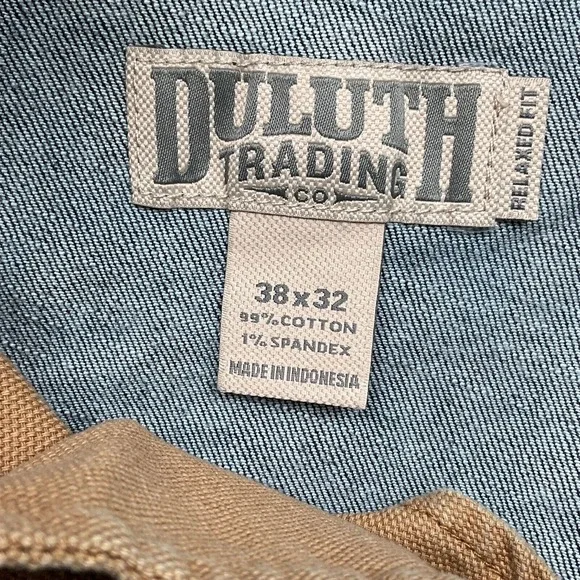 DULUTH
TRADING
CO
RELAXED FIT
38 x 32
99% COTTON
1% SPANDEX
MADE IN INDONESIA